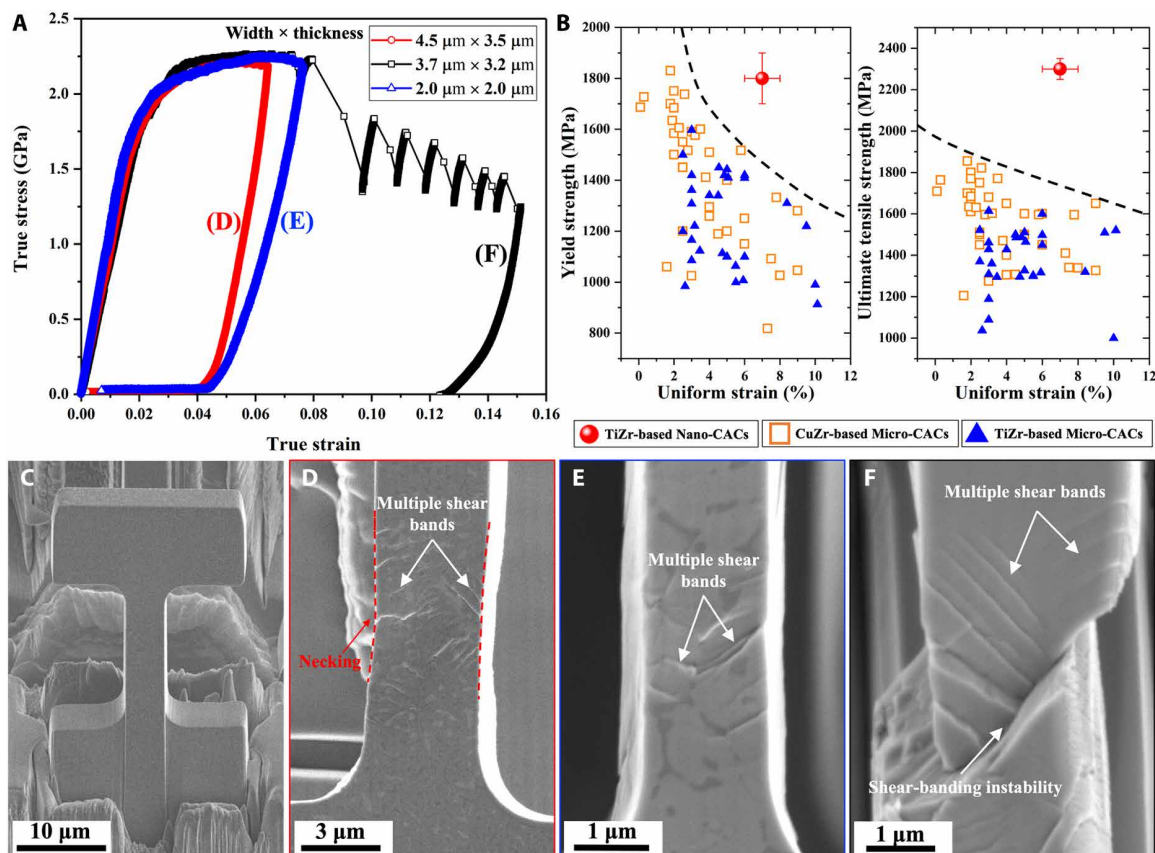 A
Width × thickness
4.5 μm × 3.5 μm
3.7 μm × 3.2 μm
2.0 μm × 2.0 μm
2.5
2.0
1.5
1.0
0.5
0.0
True stress (GPa)
(D)
(E)
(F)
0.00 0.02 0.04 0.06 0.08 0.10 0.12 0.14 0.16
True strain
B
2000
1800
1600
1400
1200
1000
800
Yield strength (MPa)
0 2 4 6 8 10 12
Uniform strain (%)
2400
2200
2000
1800
1600
1400
1200
1000
Ultimate tensile strength (MPa)
0 2 4 6 8 10 12
Uniform strain (%)
TiZr-based Nano-CACs
CuZr-based Micro-CACs
TiZr-based Micro-CACs
C
10 μm
D
Multiple shear
bands
Necking
3 μm
E
Multiple shear
bands
1 μm
F
Multiple shear bands
Shear-banding instability
1 μm